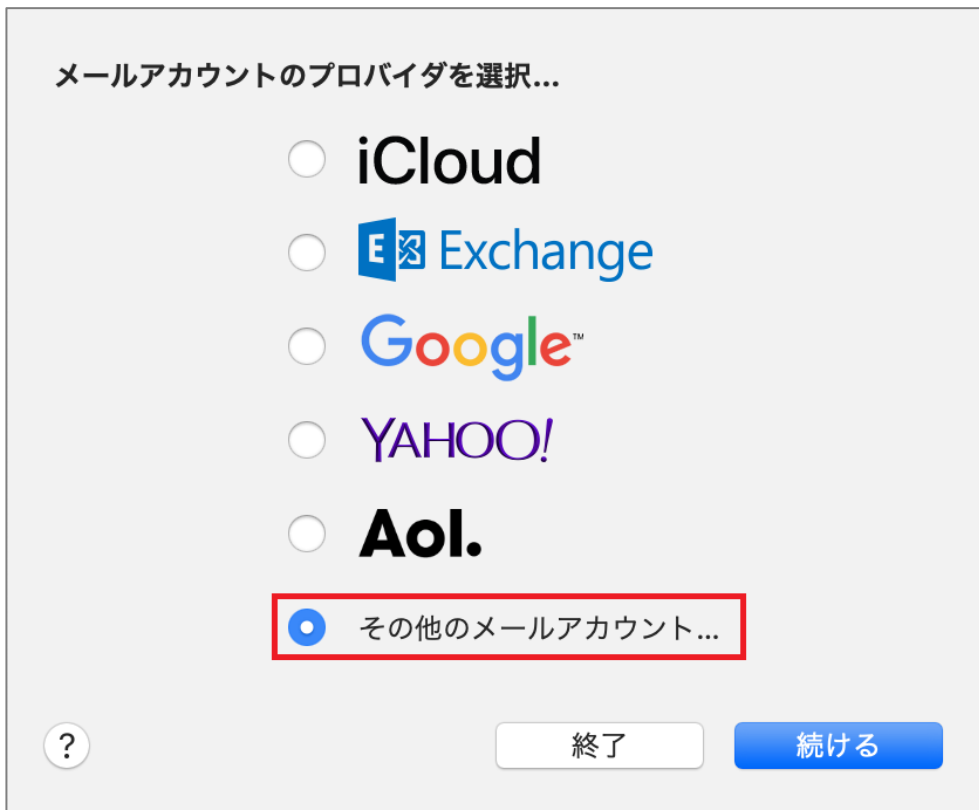 メールアカウントのプロバイダを選択...
iCloud
E Exchange
Google™
YAHOO!
Aol.
その他のメールアカウント...
? 終了 続ける